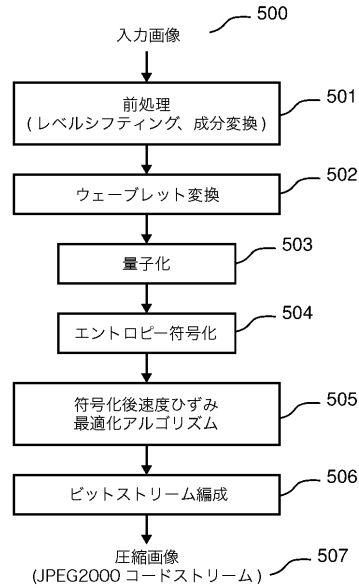 入力画像
500
前処理
(レベルシフティング、成分変換)
501
ウェーブレット変換
502
量子化
503
エントロピー符号化
504
符号化後速度ひずみ
最適化アルゴリズム
505
ビットストリーム編成
506
圧縮画像
(JPEG2000 コードストリーム)
507